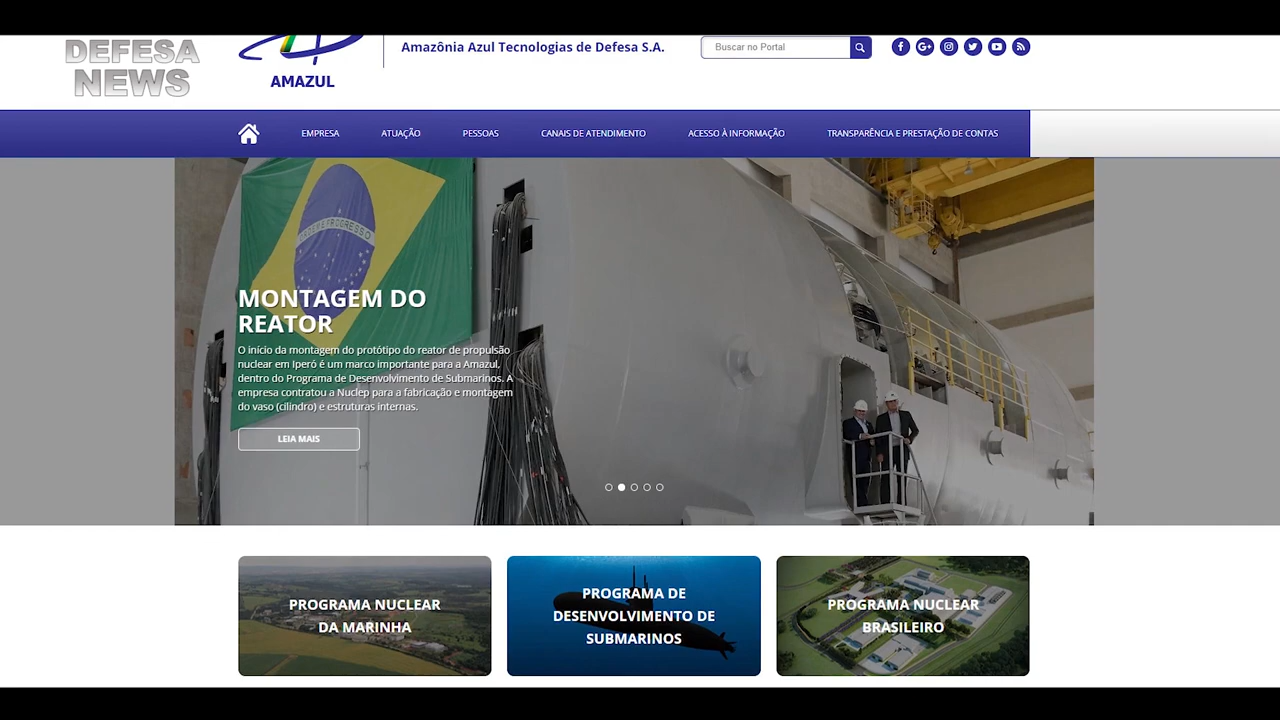 DEFESA
NEWS
AMAZUL
Amazônia Azul Tecnologias de Defesa S.A.
Buscar no Portal
EMPRESA
ATUAÇÃO
PESSOAS
CANAIS DE ATENDIMENTO
ACESSO À INFORMAÇÃO
TRANSPARÊNCIA E PRESTAÇÃO DE CONTAS
MONTAGEM DO
REATOR
O início da montagem do protótipo do reator de propulsão
nuclear em Iperó é um marco importante para a Amazul,
dentro do Programa de Desenvolvimento de Submarinos. A
empresa contratou a Nuclep para a fabricação e montagem
do vaso (cilindro) e estruturas internas.
LEIA MAIS
PROGRAMA NUCLEAR
DA MARINHA
PROGRAMA DE
DESENVOLVIMENTO DE
SUBMARINOS
PROGRAMA NUCLEAR
BRASILEIRO